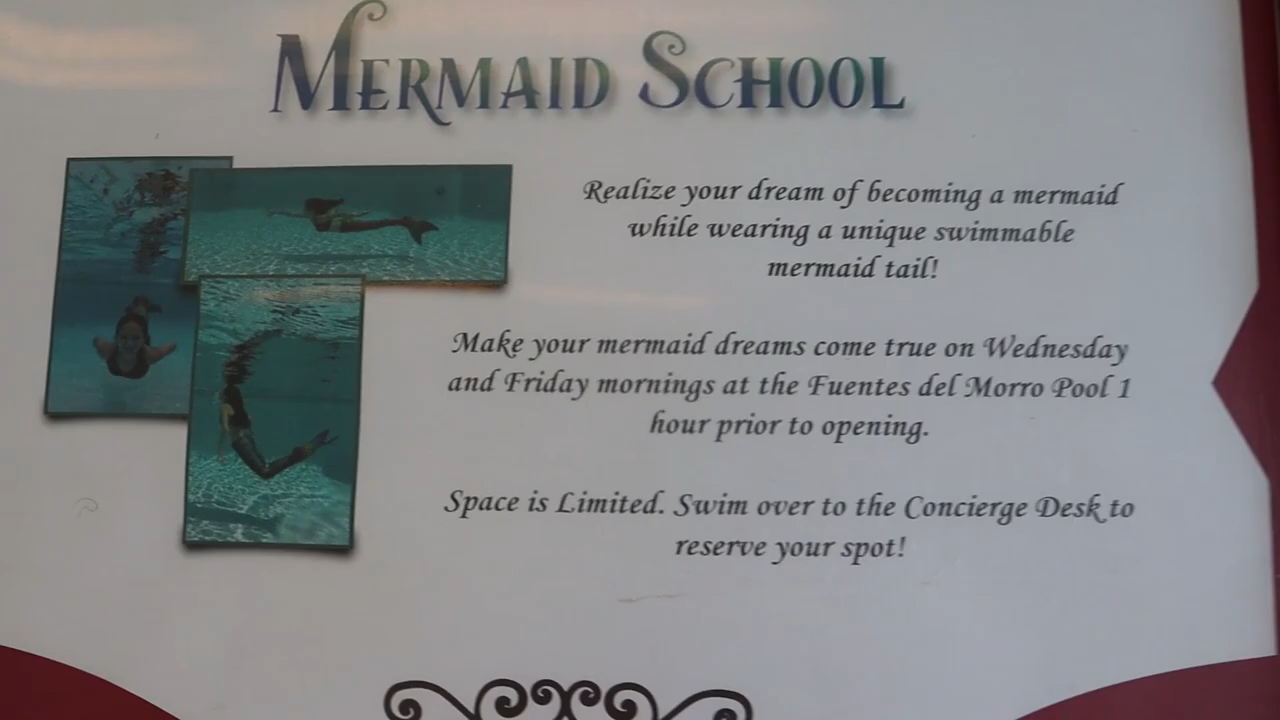 MERMAID SCHOOL
Realize your dream of becoming a mermaid
while wearing a unique swimmable
mermaid tail!
Make your mermaid dreams come true on Wednesday
and Friday mornings at the Fuentes del Morro Pool 1
hour prior to opening.
Space is Limited. Swim over to the Concierge Desk to
reserve your spot!